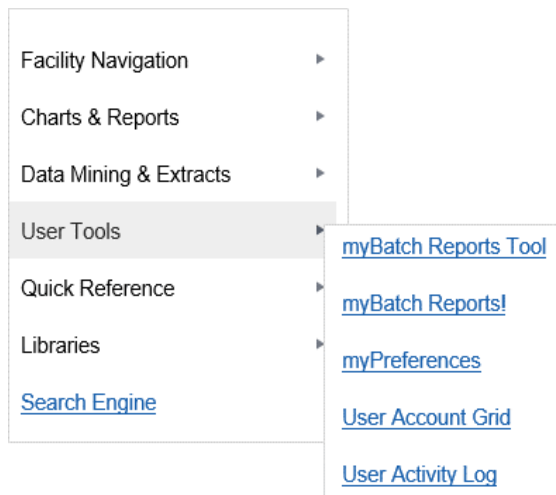 Facility Navigation
Charts & Reports
Data Mining & Extracts
User Tools
Quick Reference
Libraries
Search Engine
myBatch Reports Tool
myBatch Reports!
myPreferences
User Account Grid
User Activity Log